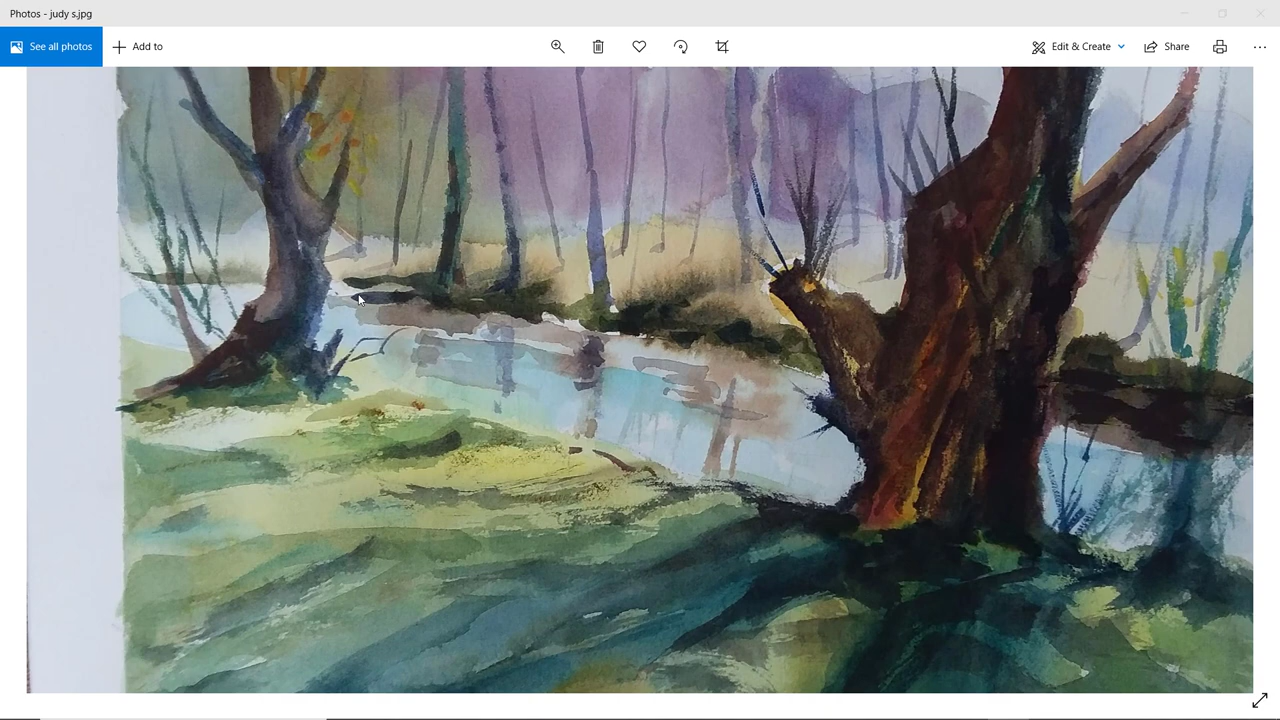 Photos - judy s.jpg
See all photos
Add to
Edit & Create
Share